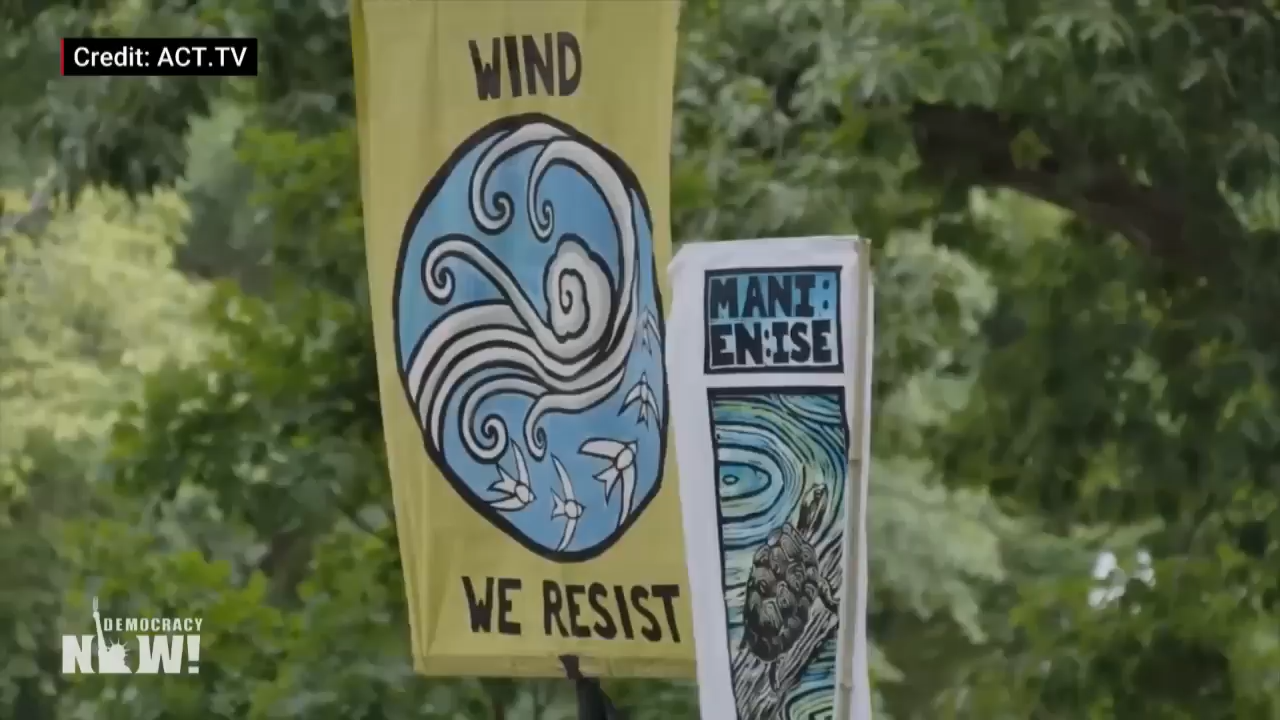 Credit: ACT.TV
WIND
WE RESIST
MANI:
EN:ISE
DEMOCRACY
NOW!